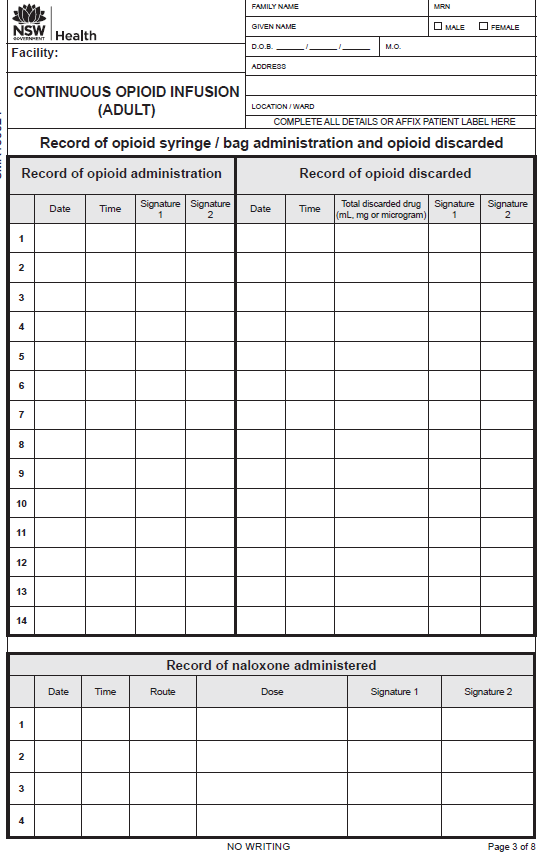 FAMILY NAME
MRN
NSW
GOVERNMENT
Health
GIVEN NAME
MALE
FEMALE
Facility:
D.O.B. _______ / _______ / _______
M.O.
ADDRESS
CONTINUOUS OPIOID INFUSION
(ADULT)
LOCATION / WARD
COMPLETE ALL DETAILS OR AFFIX PATIENT LABEL HERE
Record of opioid syringe / bag administration and opioid discarded
Record of opioid administration
Record of opioid discarded
Date Time Signature 1 Signature 2 Date Time Total discarded drug (mL, mg or microgram) Signature 1 Signature 2
1
2
3
4
5
6
7
8
9
10
11
12
13
14
Record of naloxone administered
Date Time Route Dose Signature 1 Signature 2
1
2
3
4
NO WRITING
Page 3 of 8